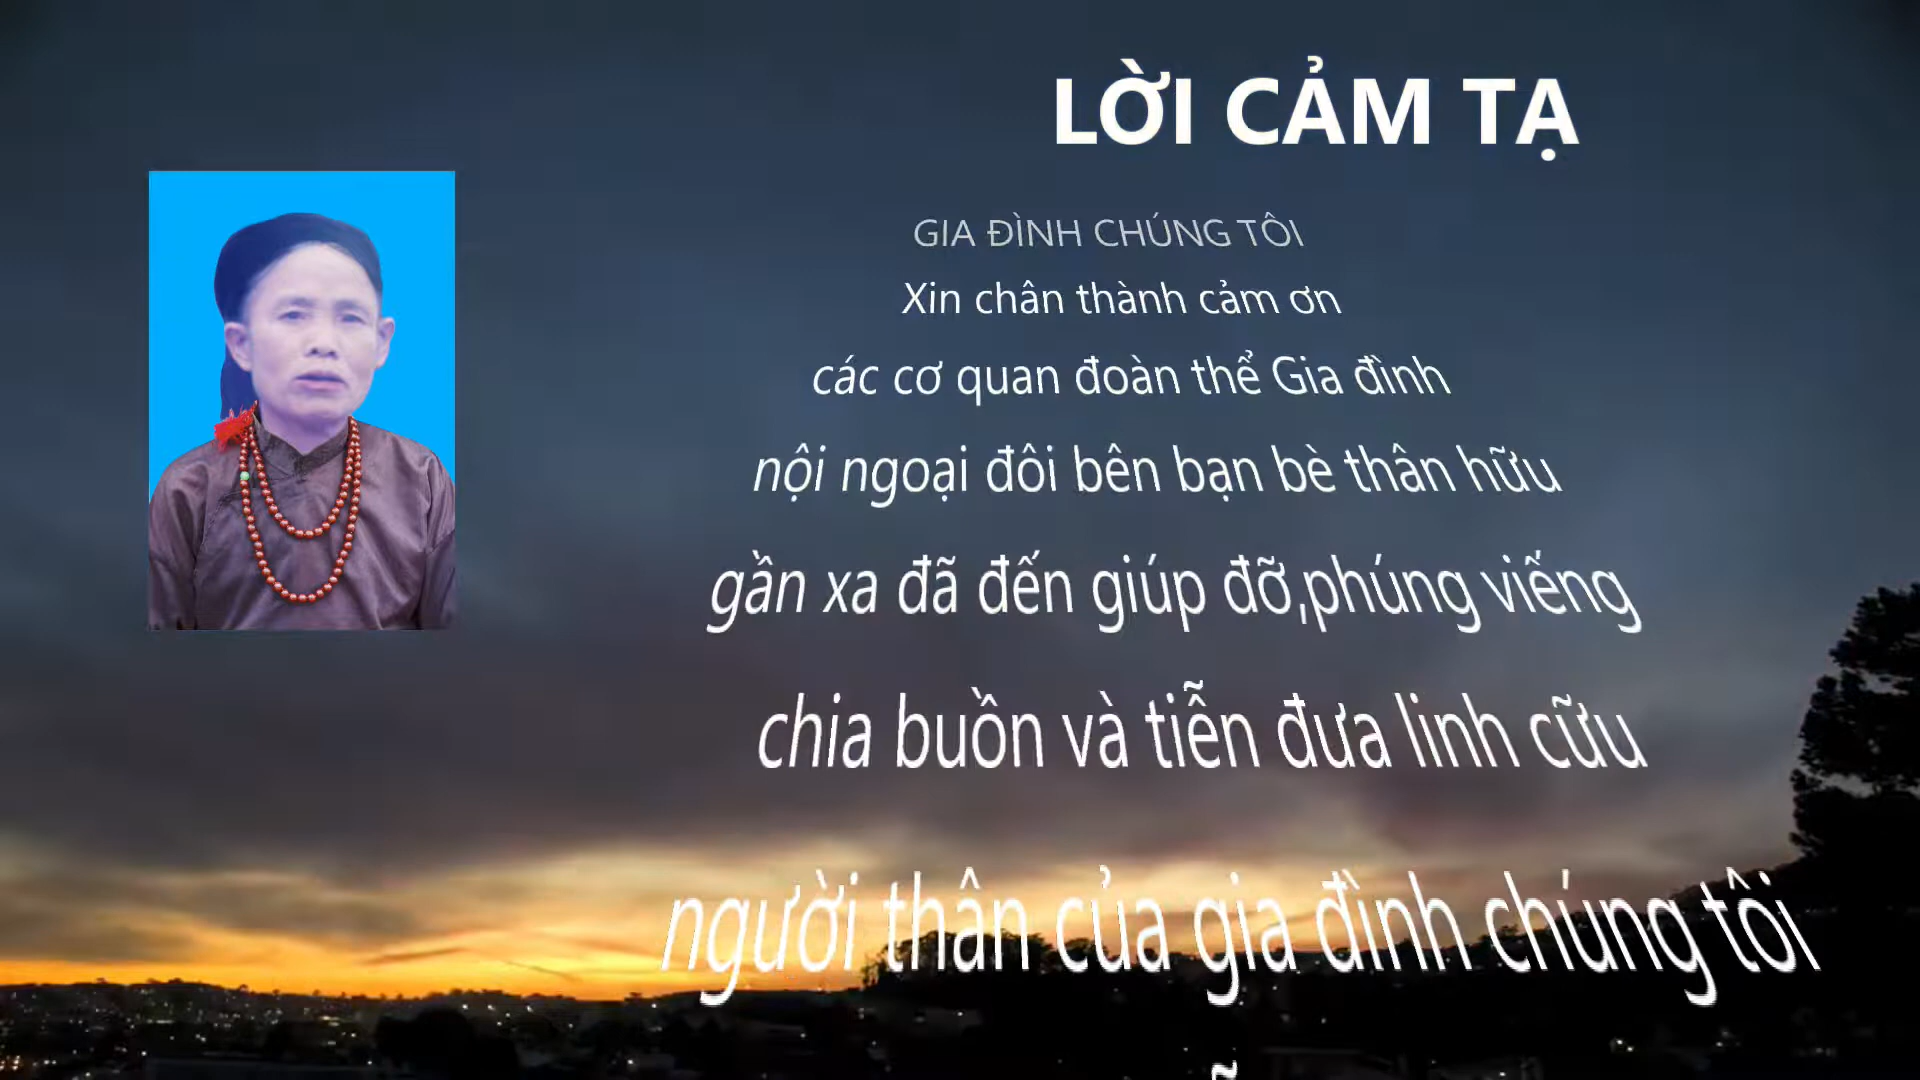 LỜI CẢM TẠ
GIA ĐÌNH CHÚNG TÔI
Xin chân thành cảm ơn
các cơ quan đoàn thể Gia đình
nội ngoại đôi bên bạn bè thân hữu
gần xa đã đến giúp đỡ,phúng viếng
chia buồn và tiễn đưa linh cữu
người thân của gia đình chúng tôi